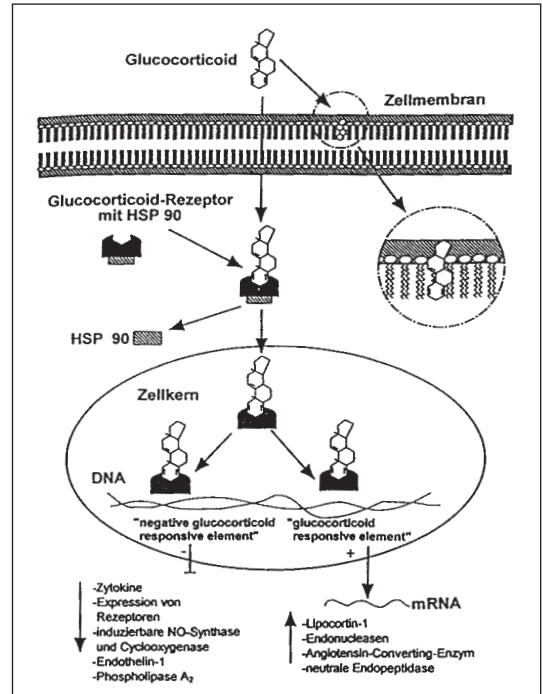 Glucocorticoid
Zellmembran
Glucocorticoid-Rezeptor
mit HSP 90
HSP 90
Zellkern
DNA
"negative glucocorticoid
responsive element"
"glucocorticoid
responsive element"
-
+
mRNA
-Zytokine
-Expression von
Rezeptoren
-induzierbare NO-Synthase
und Cyclooxygenase
-Endothelin-1
-Phospholipase A₂
-Lipocortin-1
-Endonucleasen
-Angiotensin-Converting-Enzym
-neutrale Endopeptidase